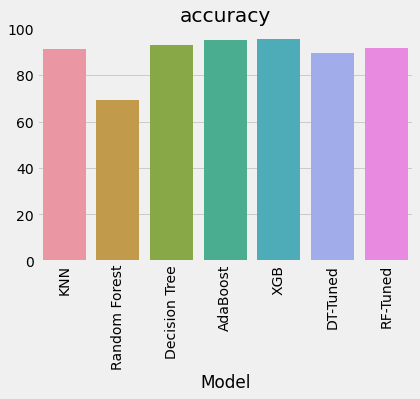 accuracy
100
80
60
40
20
0
KNN
Random Forest
Decision Tree
AdaBoost
XGB
DT-Tuned
RF-Tuned
Model